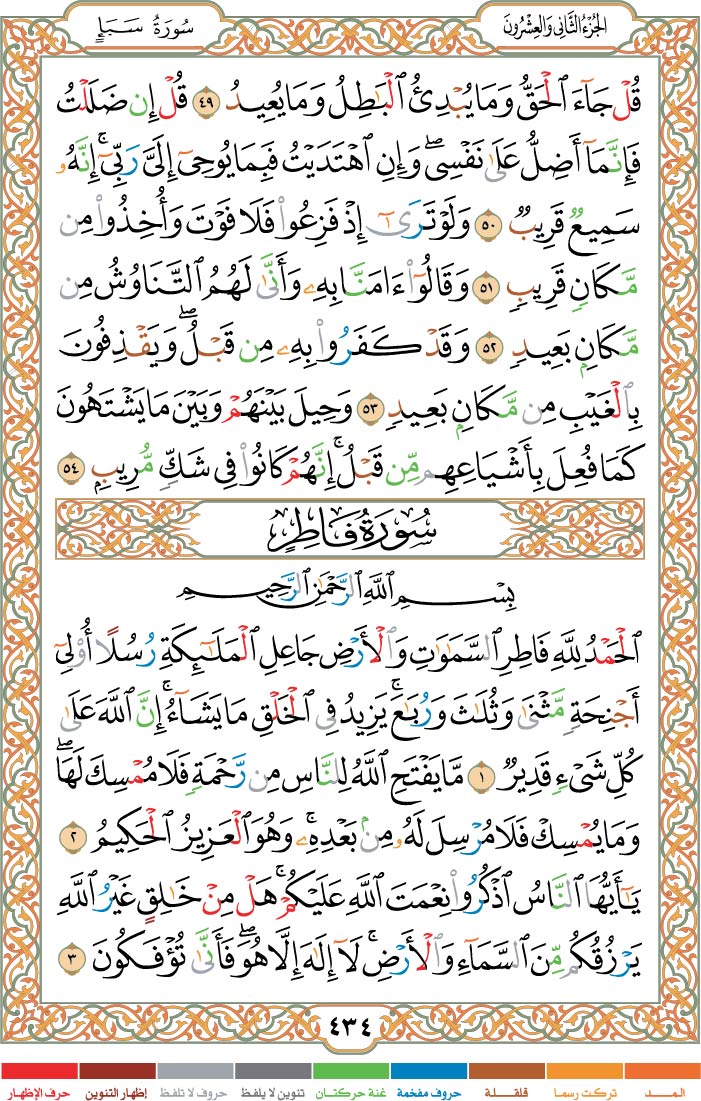 الجُزْءُ الثَّانِي وَالعِشْرُونَ
سُورَةُ سَبَإٍ
قُلْ جَآءَ ٱلْحَقُّ وَمَا يُبْدِئُ ٱلْبَٰطِلُ وَمَا يُعِيدُ ٤٩ قُلْ إِن ضَلَلْتُ
فَإِنَّمَآ أَضِلُّ عَلَىٰ نَفْسِى ۖ وَإِنِ ٱهْتَدَيْتُ فَبِمَا يُوحِىٓ إِلَىَّ رَبِّىٓ ۚ إِنَّهُۥ
سَمِيعٌ قَرِيبٌ ٥٠ وَلَوْ تَرَىٰٓ إِذْ فَزِعُوا۟ فَلَا فَوْتَ وَأُخِذُوا۟ مِن
مَّكَانٍ قَرِيبٍ ٥١ وَقَالُوٓا۟ ءَامَنَّا بِهِۦ وَأَنَّىٰ لَهُمُ ٱلتَّنَاوُشُ مِن
مَّكَانٍۭ بَعِيدٍ ٥٢ وَقَدْ كَفَرُوا۟ بِهِۦ مِن قَبْلُ ۖ وَيَقْذِفُونَ
بِٱلْغَيْبِ مِن مَّكَانٍۭ بَعِيدٍ ٥٣ وَحِيلَ بَيْنَهُمْ وَبَيْنَ مَا يَشْتَهُونَ
كَمَا فُعِلَ بِأَشْيَاعِهِم مِّن قَبْلُ ۚ إِنَّهُمْ كَانُوا۟ فِى شَكٍّ مُّرِيبٍۭ ٥٤
سُورَةُ فَاطِرٍ
بِسْمِ ٱللَّهِ ٱلرَّحْمَٰنِ ٱلرَّحِيمِ
ٱلْحَمْدُ لِلَّهِ فَاطِرِ ٱلسَّمَٰوَٰتِ وَٱلْأَرْضِ جَاعِلِ ٱلْمَلَٰٓئِكَةِ رُسُلًا أُو۟لِىٓ
أَجْنِحَةٍ مَّثْنَىٰ وَثُلَٰثَ وَرُبَٰعَ ۚ يَزِيدُ فِى ٱلْخَلْقِ مَا يَشَآءُ ۚ إِنَّ ٱللَّهَ عَلَىٰ
كُلِّ شَىْءٍ قَدِيرٌ ١ مَّا يَفْتَحِ ٱللَّهُ لِلنَّاسِ مِن رَّحْمَةٍ فَلَا مُمْسِكَ لَهَا ۖ
وَمَا يُمْسِكْ فَلَا مُرْسِلَ لَهُۥ مِنۢ بَعْدِهِۦ ۚ وَهُوَ ٱلْعَزِيزُ ٱلْحَكِيمُ ٢
يَٰٓأَيُّهَا ٱلنَّاسُ ٱذْكُرُوا۟ نِعْمَتَ ٱللَّهِ عَلَيْكُمْ ۚ هَلْ مِنْ خَٰلِقٍ غَيْرُ ٱللَّهِ
يَرْزُقُكُم مِّنَ ٱلسَّمَآءِ وَٱلْأَرْضِ ۚ لَآ إِلَٰهَ إِلَّا هُوَ ۖ فَأَنَّىٰ تُؤْفَكُونَ ٣
٤٣٤
المــد تركت رسما قلقلة حروف مفخمة غنة حركتان تنوين لا يلفظ حروف لا تلفظ إظهار التنوين حرف الإظهار